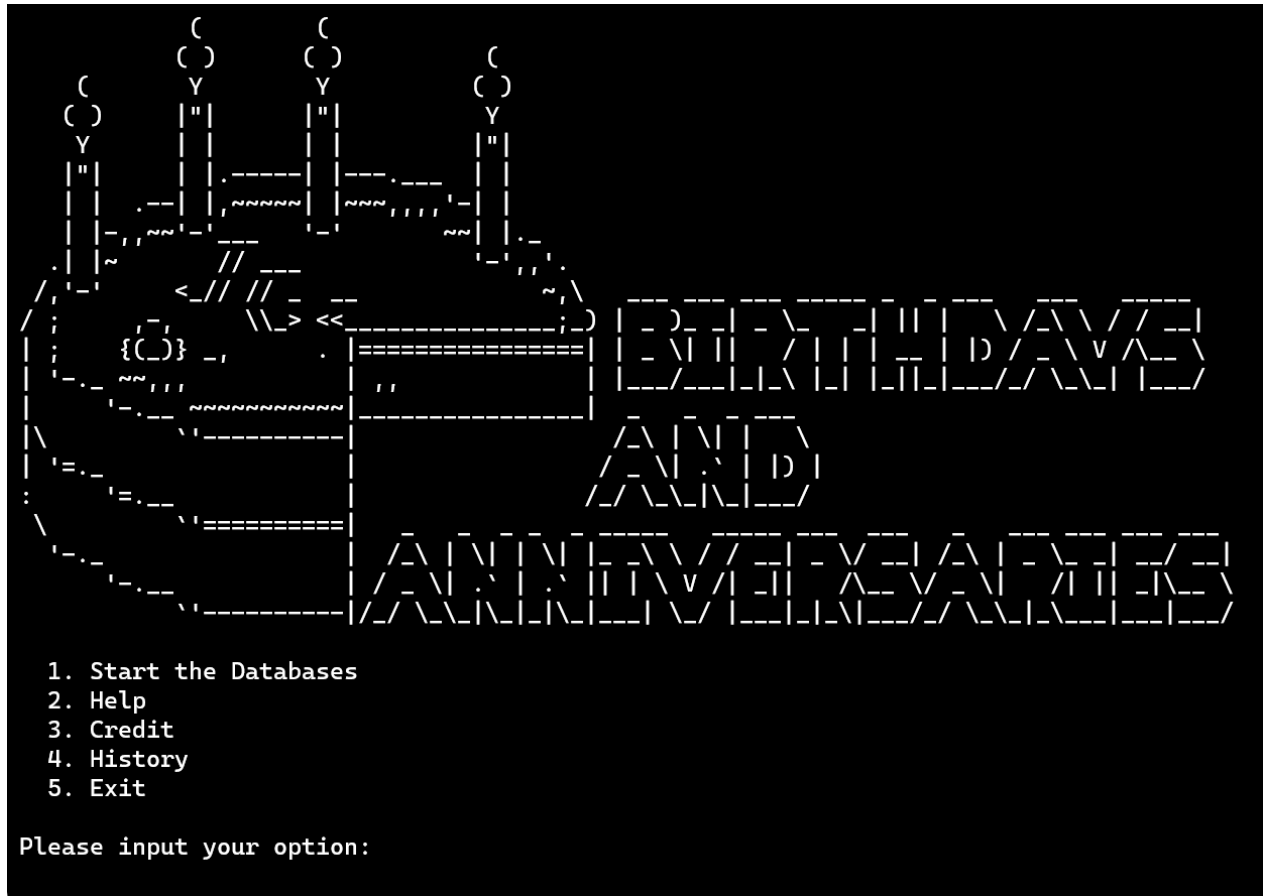 BIRTHDAYS
AND
ANNIVERSARIES
1. Start the Databases
2. Help
3. Credit
4. History
5. Exit
Please input your option: